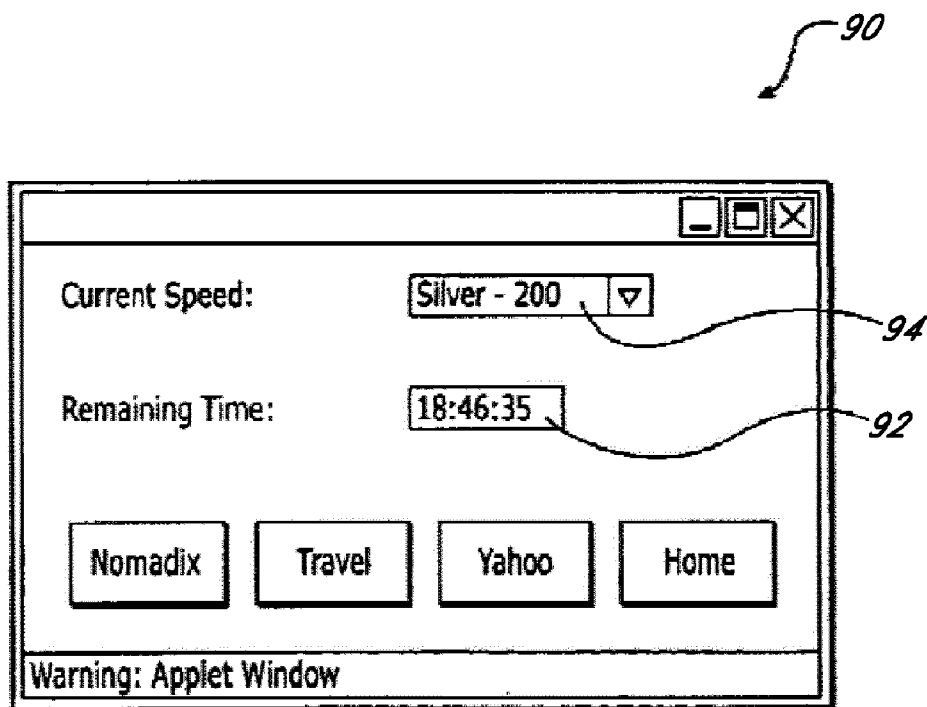 90
Current Speed: Silver - 200
94
Remaining Time: 18:46:35
92
Nomadix Travel Yahoo Home
Warning: Applet Window